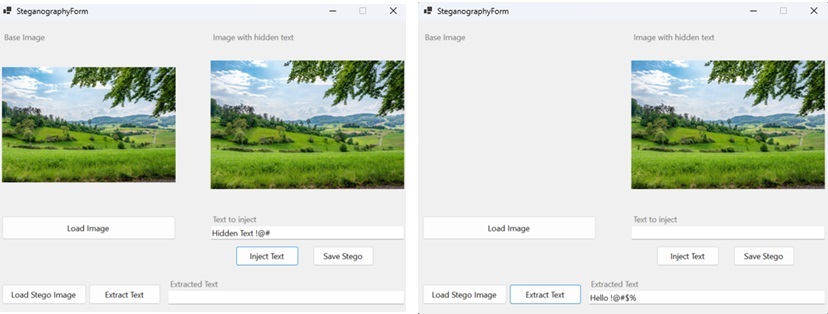 SteganographyForm
Base Image
Image with hidden text
Load Image
Text to inject
Hidden Text !@#
Inject Text
Save Stego
Load Stego Image
Extract Text
Extracted Text
SteganographyForm
Base Image
Image with hidden text
Load Image
Text to inject
Inject Text
Save Stego
Load Stego Image
Extract Text
Extracted Text
Hello !@#$%